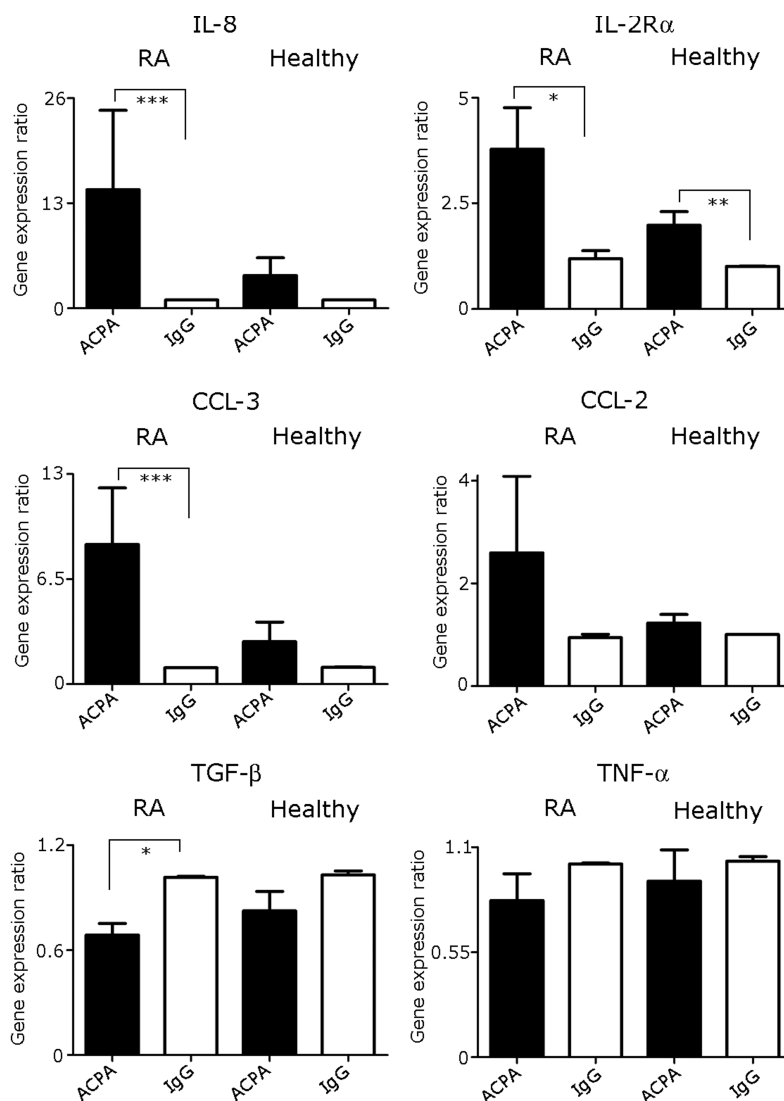 IL-8
RA Healthy
Gene expression ratio
26
***
13
0
ACPA IgG ACPA IgG
IL-2Rα
RA Healthy
Gene expression ratio
5
*
2.5
**
0
ACPA IgG ACPA IgG
CCL-3
RA Healthy
Gene expression ratio
13
***
6.5
0
ACPA IgG ACPA IgG
CCL-2
RA Healthy
Gene expression ratio
4
2
0
ACPA IgG ACPA IgG
TGF-β
RA Healthy
Gene expression ratio
1.2
*
0.6
0
ACPA IgG ACPA IgG
TNF-α
RA Healthy
Gene expression ratio
1.1
0.55
0
ACPA IgG ACPA IgG